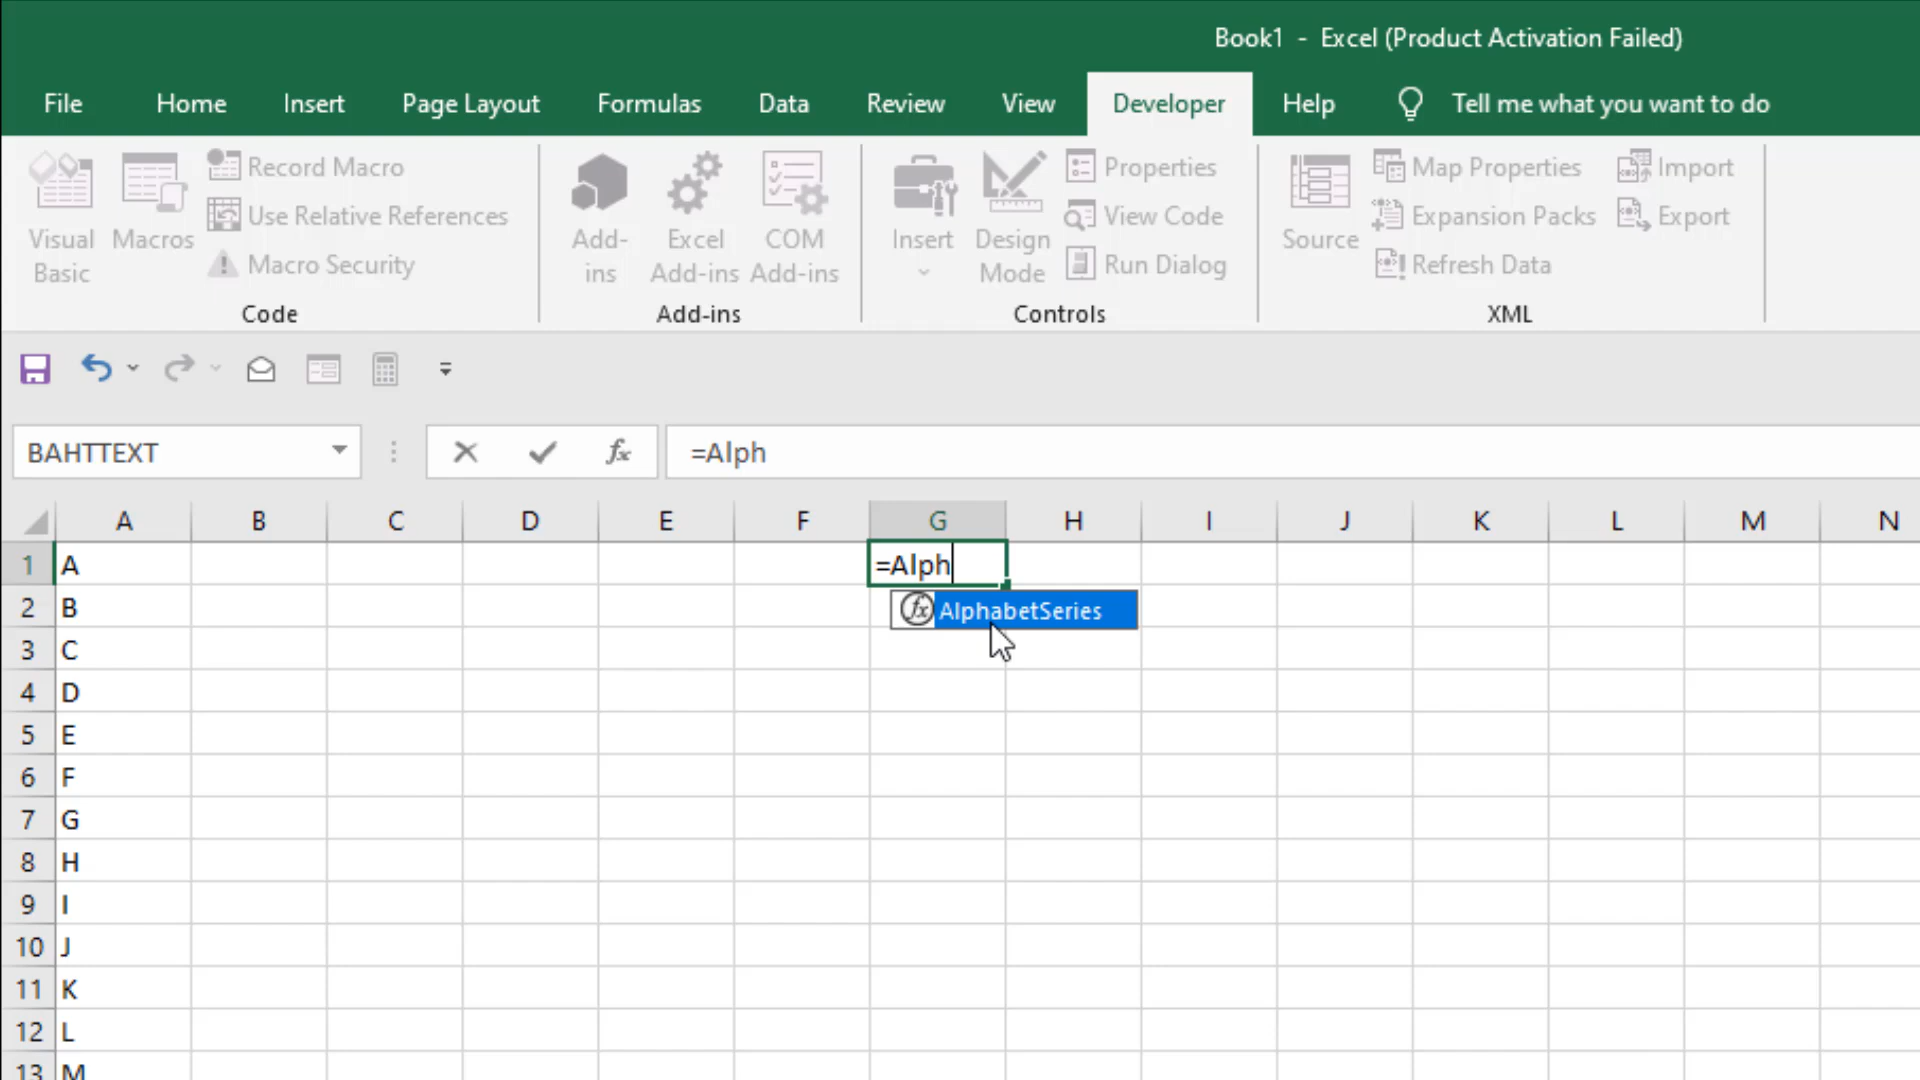 Book1 - Excel (Product Activation Failed)
File Home Insert Page Layout Formulas Data Review View Developer Help Tell me what you want to do
Visual Basic
Macros
Record Macro
Use Relative References
Macro Security
Code
Add-ins
Excel Add-ins
COM Add-ins
Add-ins
Insert
Design Mode
Properties
View Code
Run Dialog
Controls
Source
Map Properties
Expansion Packs
Refresh Data
Import
Export
XML
BAHTTEXT fx =Alph
A B C D E F G H I J K L M N
1 A =Alph
2 B fx AlphabetSeries
3 C
4 D
5 E
6 F
7 G
8 H
9 I
10 J
11 K
12 L
13 M